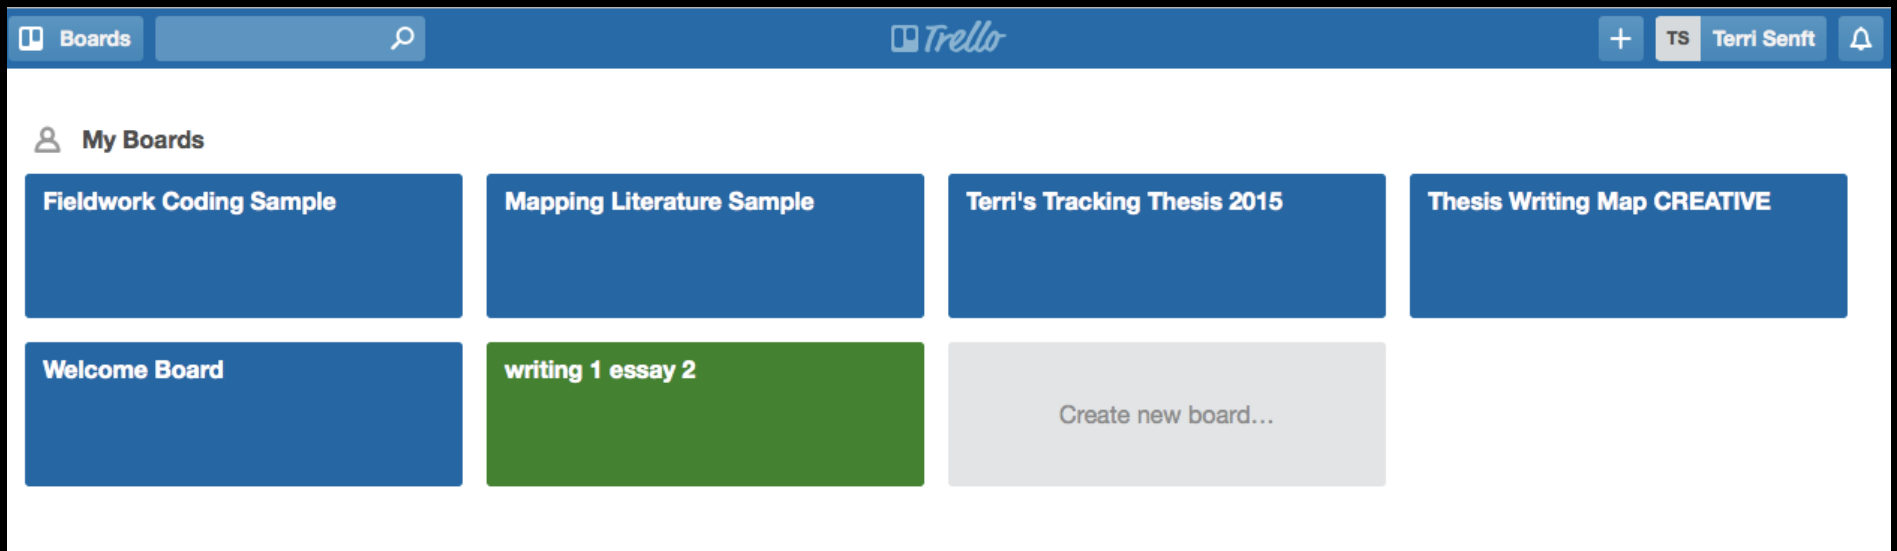 Boards
Trello
TS Terri Senft
My Boards
Fieldwork Coding Sample
Mapping Literature Sample
Terri's Tracking Thesis 2015
Thesis Writing Map CREATIVE
Welcome Board
writing 1 essay 2
Create new board...